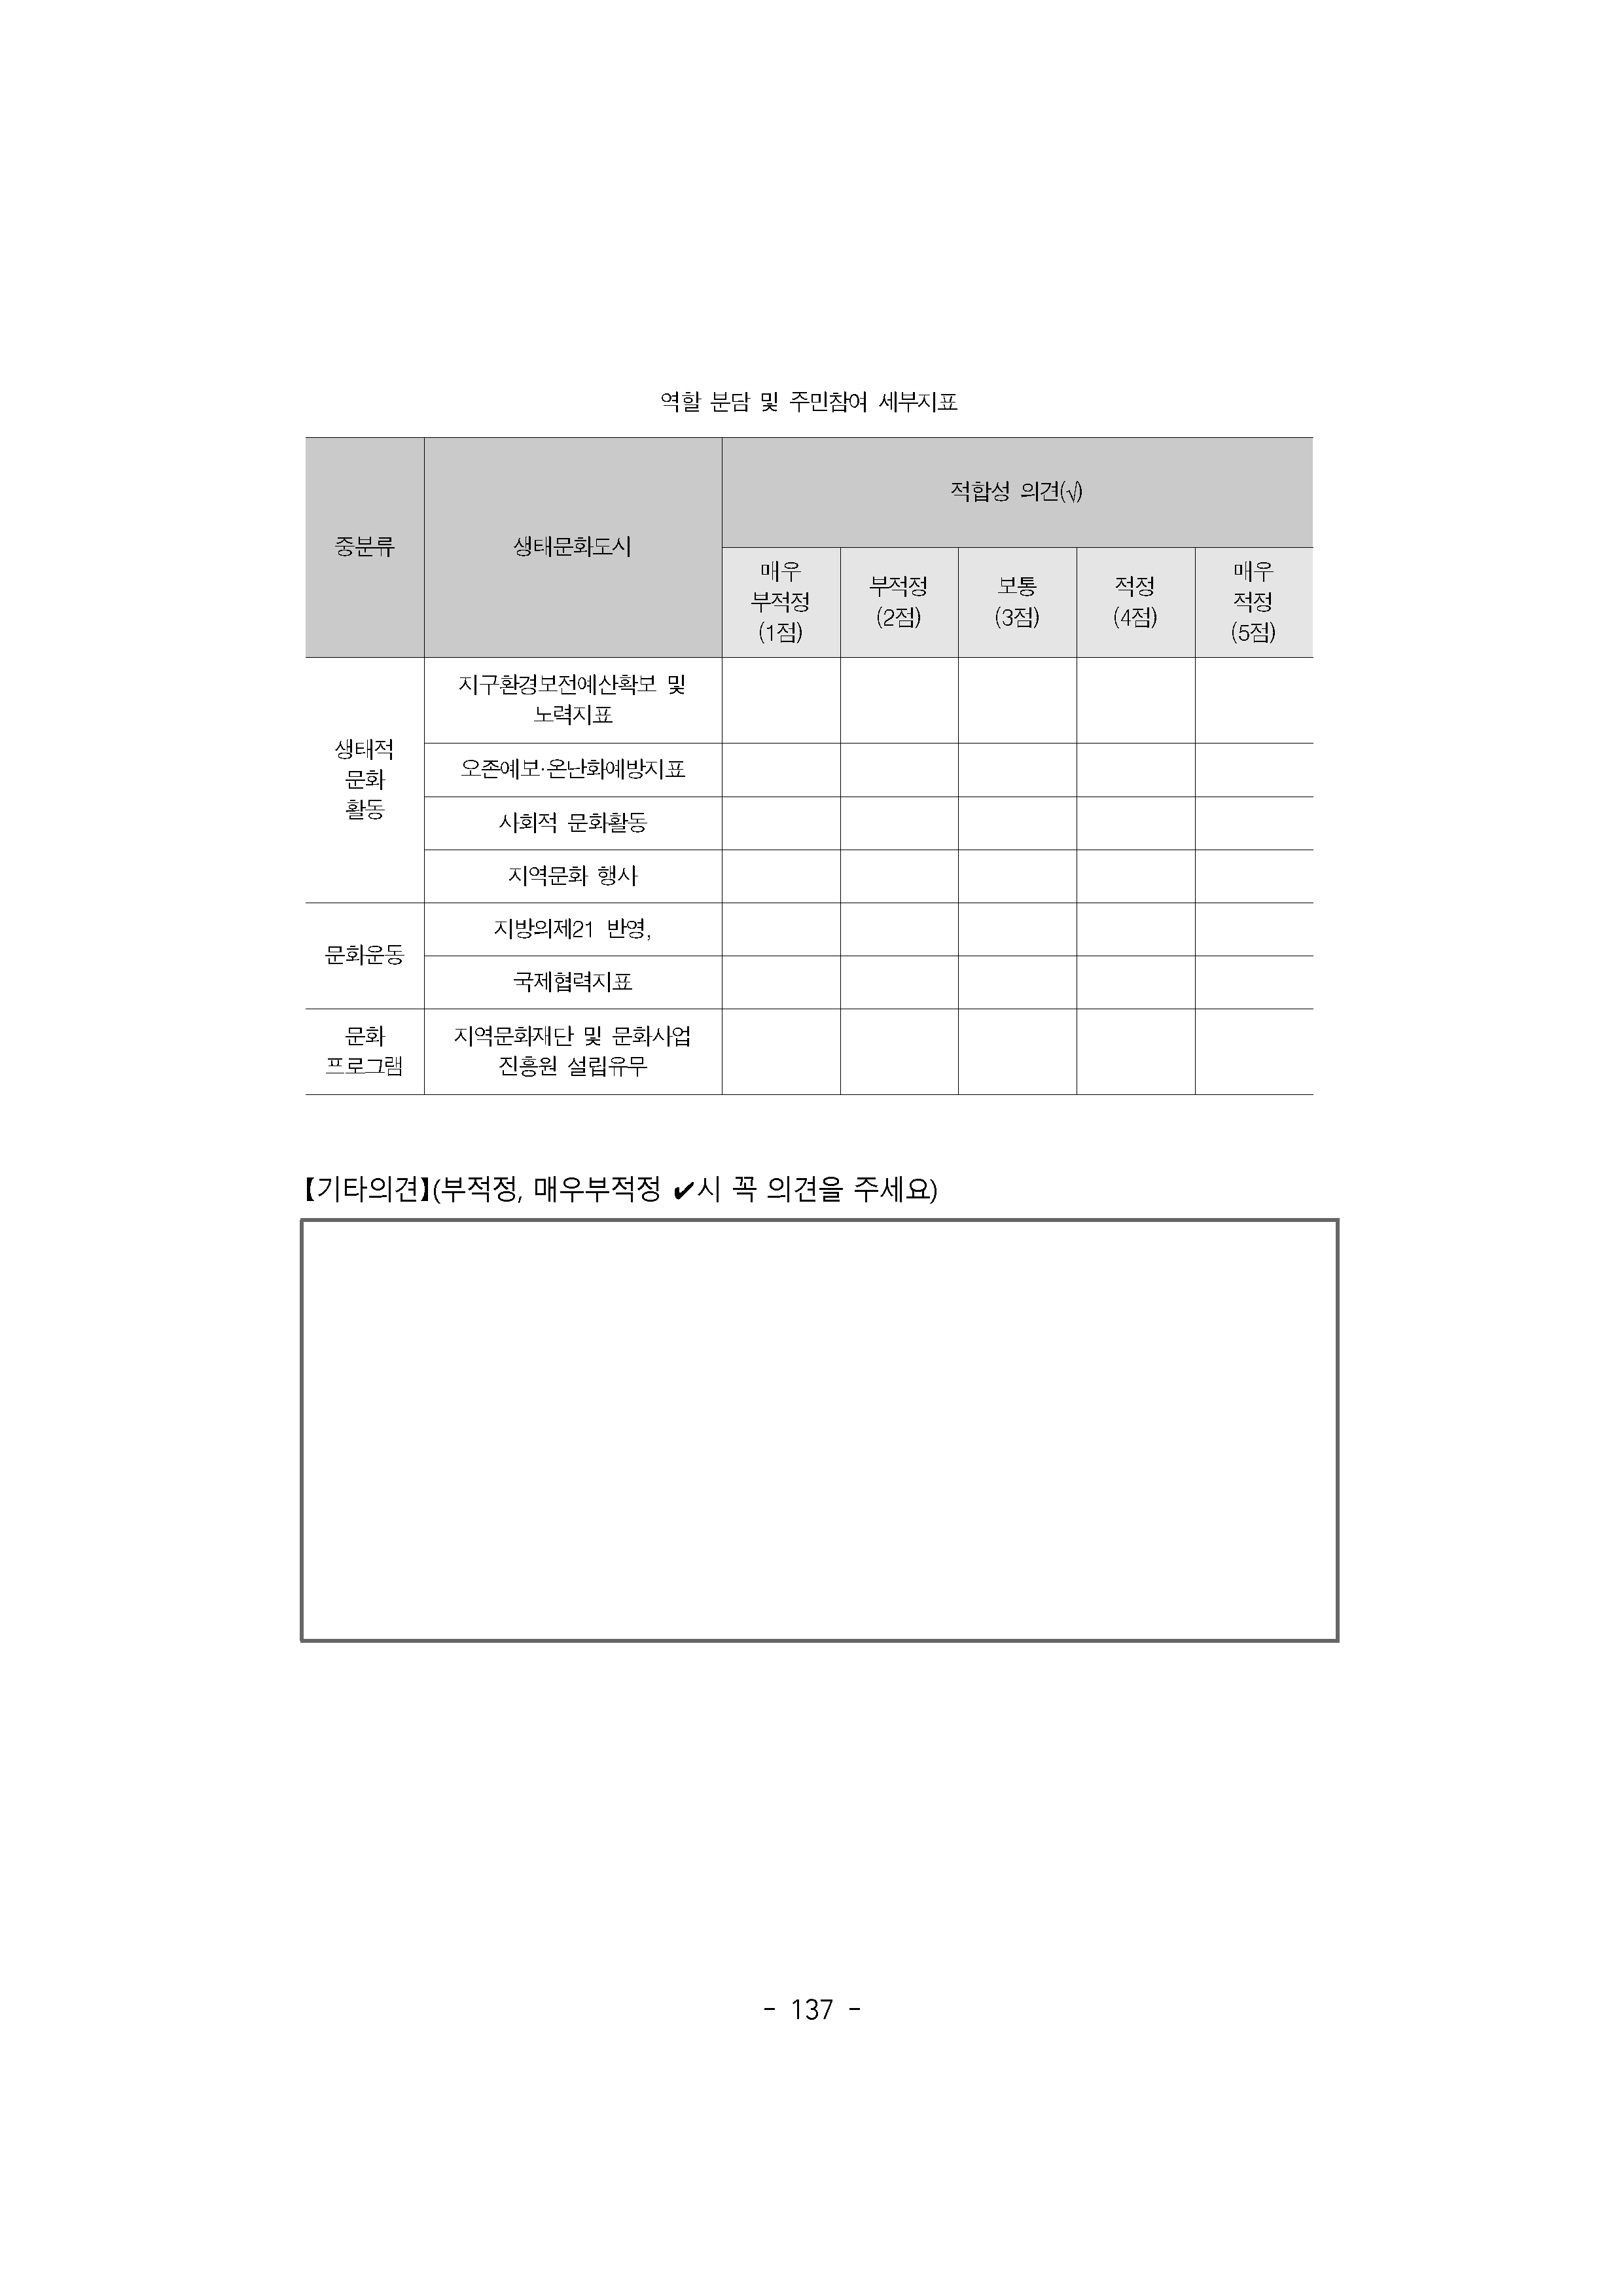 역할 분담 및 주민참여 세부지표
중분류
생태문화도시
적합성 의견(√)
매우
부적정
(1점)
부적정
(2점)
보통
(3점)
적정
(4점)
매우
적정
(5점)
생태적
문화
활동
지구환경보전예산확보 및
노력지표
오존예보·온난화예방지표
사회적 문화활동
지역문화 행사
문화운동
지방의제21 반영,
국제협력지표
문화
프로그램
지역문화재단 및 문화사업
진흥원 설립유무
【기타의견】(부적정, 매우부적정 ✔시 꼭 의견을 주세요)
- 137 -